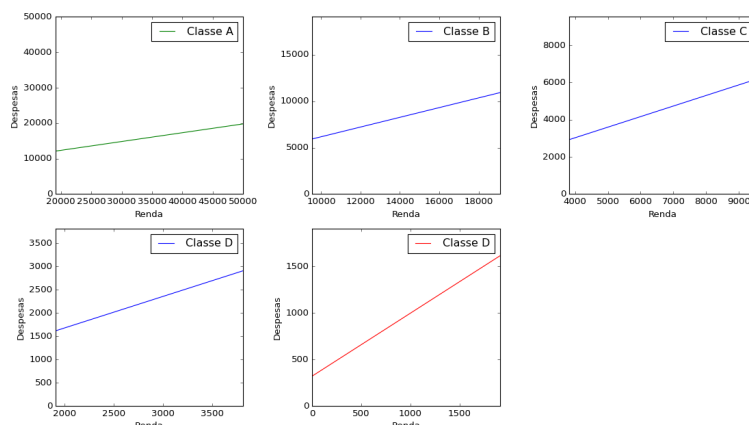 50000
40000
30000
20000
10000
0
Despesas
20000 25000 30000 35000 40000 45000 50000
Renda
Classe A
15000
10000
5000
0
Despesas
10000 12000 14000 16000 18000
Renda
Classe B
8000
6000
4000
2000
0
Despesas
4000 5000 6000 7000 8000 9000
Renda
Classe C
3500
3000
2500
2000
1500
1000
500
0
Despesas
2000 2500 3000 3500
Renda
Classe D
1500
1000
500
0
Despesas
0 500 1000 1500
Renda
Classe D